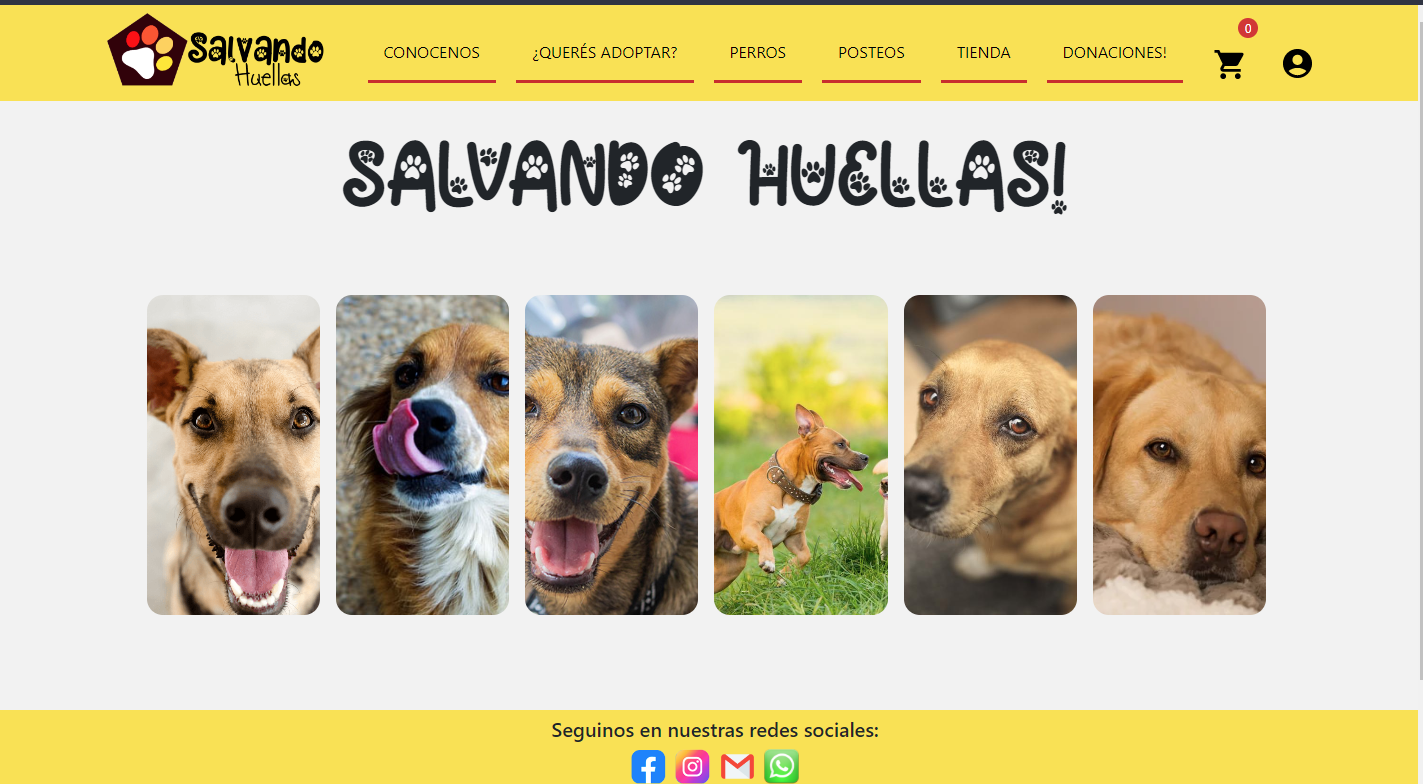 Salvando
Huellas
CONOCENOS
¿QUERÉS ADOPTAR?
PERROS
POSTEOS
TIENDA
DONACIONES!
0
SALVANDO HUELLAS!
Seguinos en nuestras redes sociales: